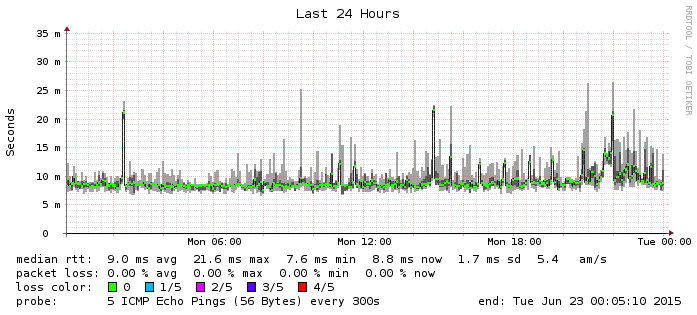 Last 24 Hours
RRDTOOL / TOBI OETIKER
Seconds
35 m
30 m
25 m
20 m
15 m
10 m
5 m
0
Mon 06:00 Mon 12:00 Mon 18:00 Tue 00:00
median rtt: 9.0 ms avg 21.6 ms max 7.6 ms min 8.8 ms now 1.7 ms sd 5.4 am/s
packet loss: 0.00 % avg 0.00 % max 0.00 % min 0.00 % now
loss color: 0 1/5 2/5 3/5 4/5
probe: 5 ICMP Echo Pings (56 Bytes) every 300s end: Tue Jun 23 00:05:10 2015